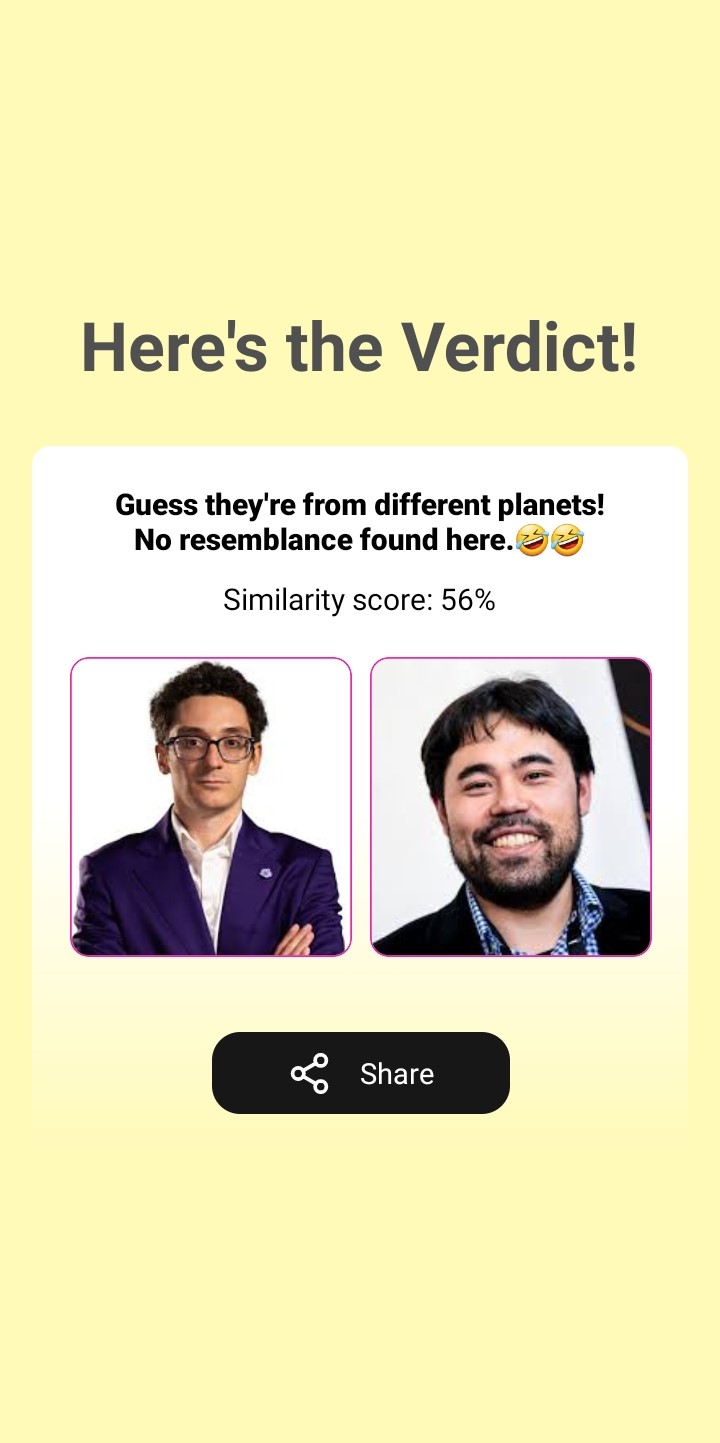 Here's the Verdict!
Guess they're from different planets!
No resemblance found here.🤣🤣
Similarity score: 56%
Share